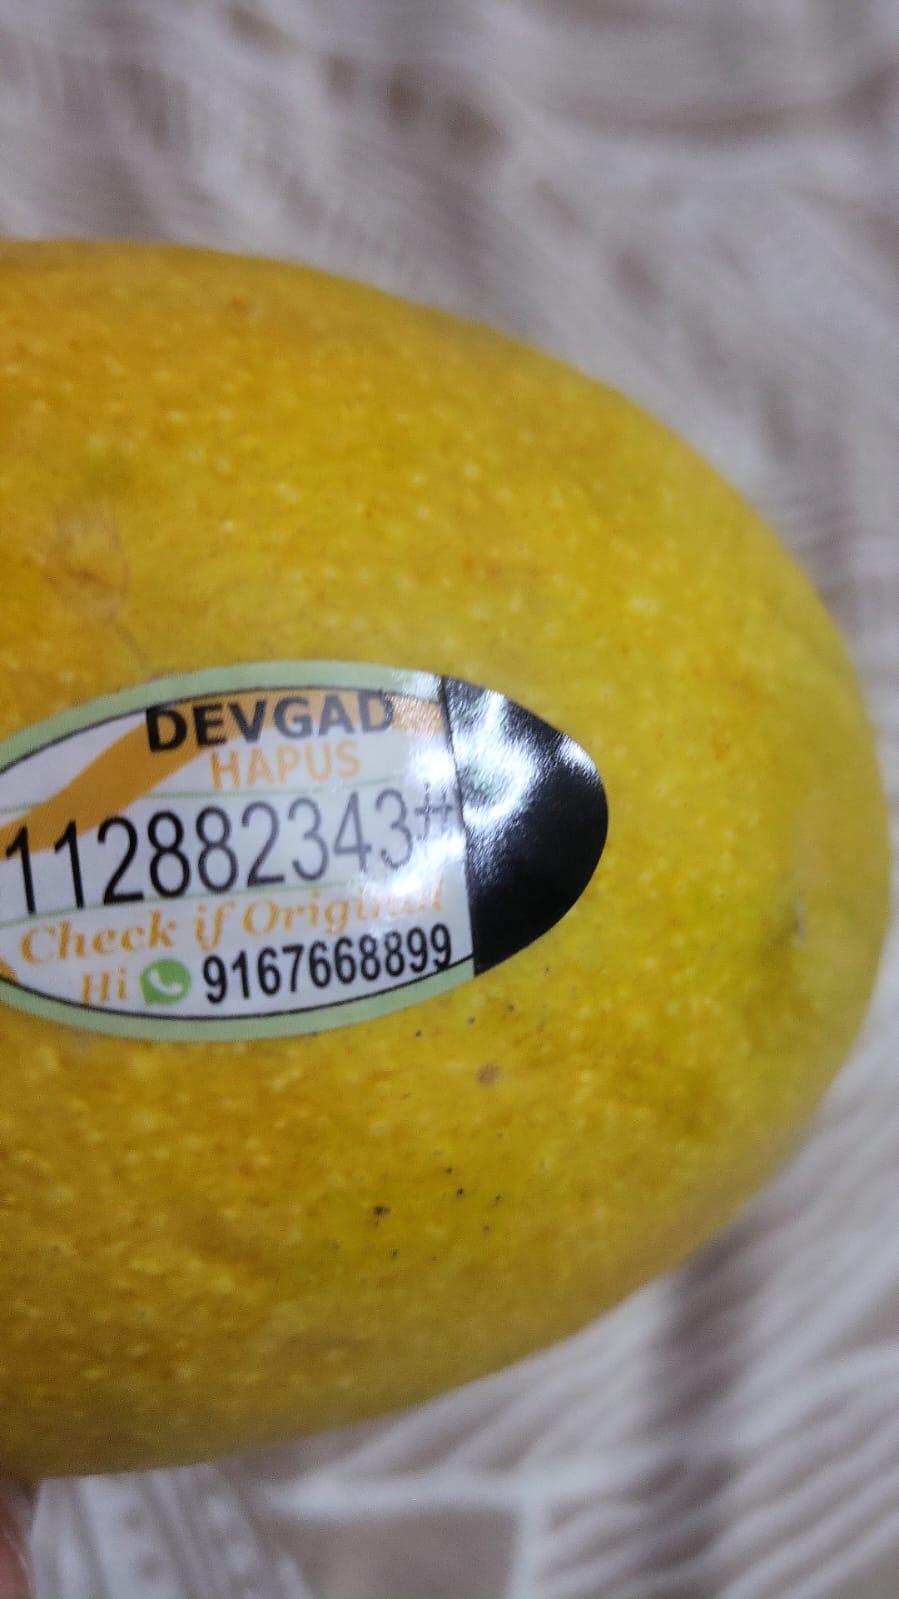 DEVGAD
HAPUS
112882343#
Check if Original
Hi 9167668899